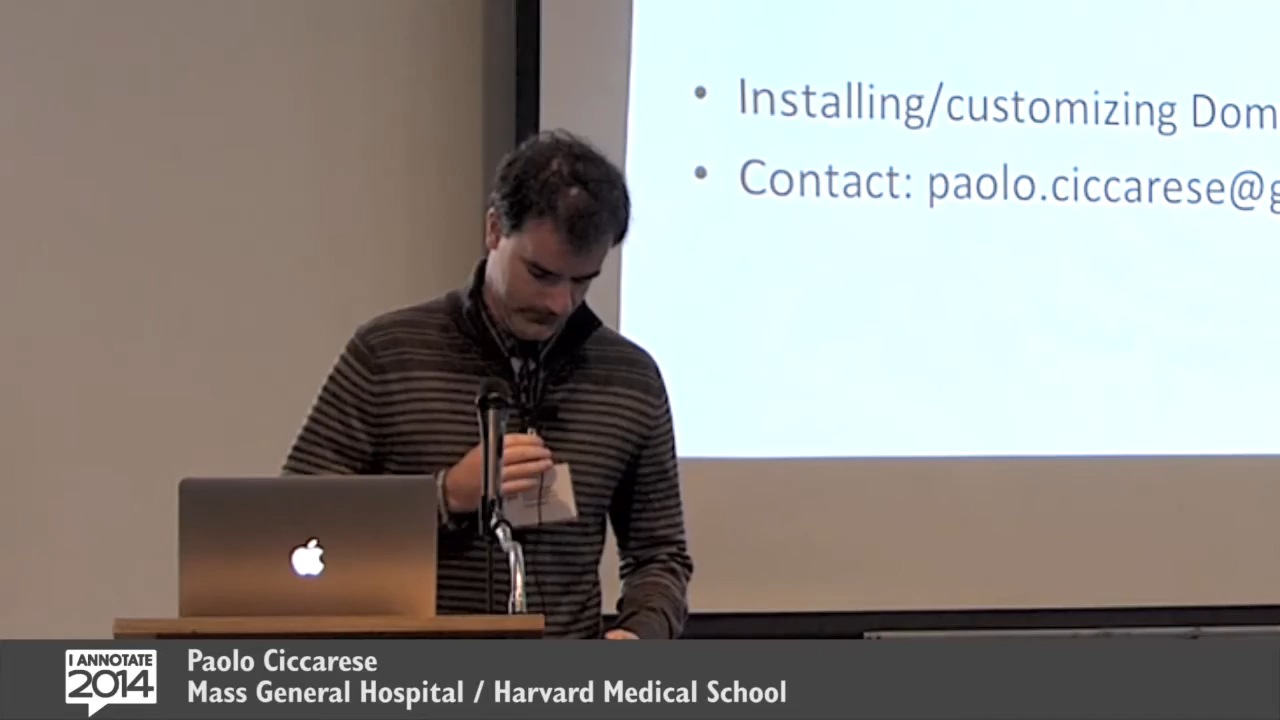 • Installing/customizing Dom
• Contact: paolo.ciccarese@g
I ANNOTATE
2014
Paolo Ciccarese
Mass General Hospital / Harvard Medical School